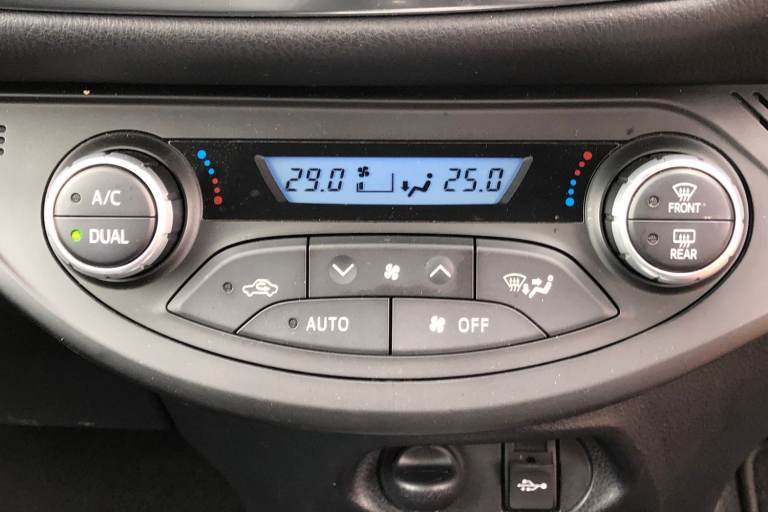 29.0 25.0
A/C
DUAL
FRONT
REAR
AUTO
OFF